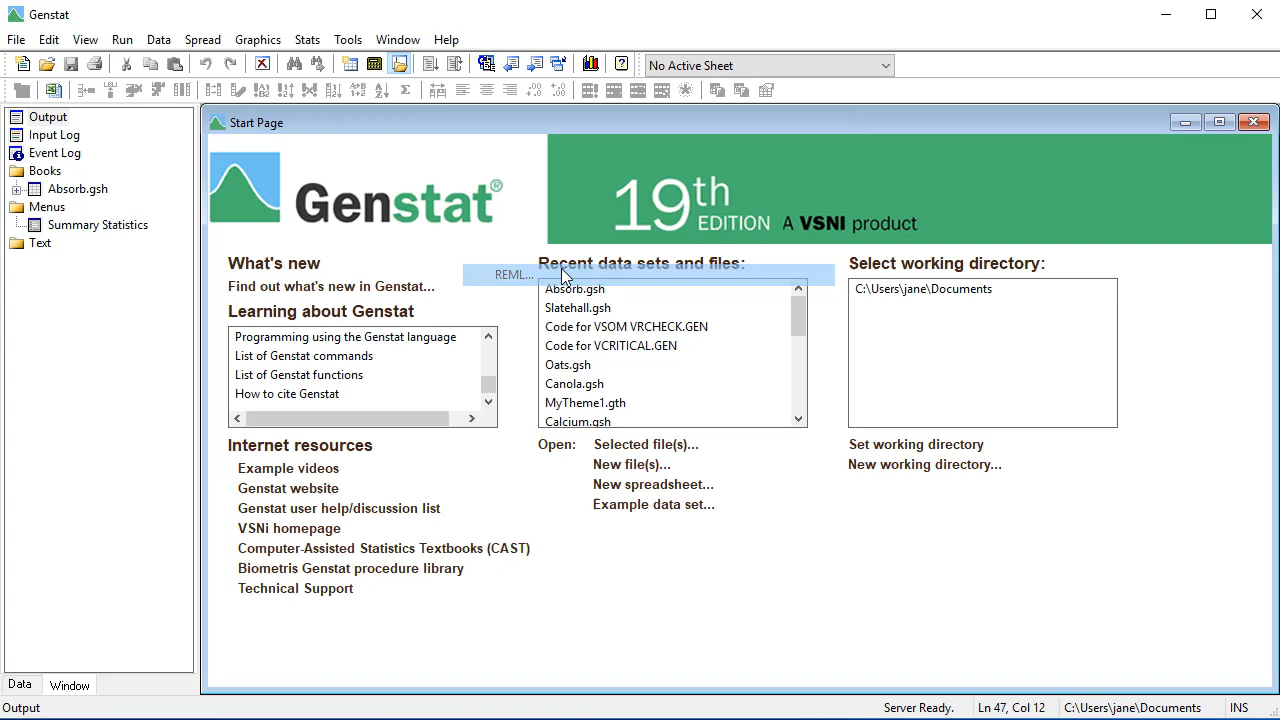 Genstat
File Edit View Run Data Spread Graphics Stats Tools Window Help
No Active Sheet
Output
Input Log
Event Log
Books
Absorb.gsh
Menus
Summary Statistics
Text
Data Window
Start Page
Genstat®
19th EDITION A VSNI product
What's new
Find out what's new in Genstat...
Learning about Genstat
Programming using the Genstat language
List of Genstat commands
List of Genstat functions
How to cite Genstat
Internet resources
Example videos
Genstat website
Genstat user help/discussion list
VSNi homepage
Computer-Assisted Statistics Textbooks (CAST)
Biometris Genstat procedure library
Technical Support
REML...
Recent data sets and files:
Absorb.gsh
Slatehall.gsh
Code for VSOM VRCHECK.GEN
Code for VCRITICAL.GEN
Oats.gsh
Canola.gsh
MyTheme1.gth
Calcium.gsh
Open: Selected file(s)...
New file(s)...
New spreadsheet...
Example data set...
Select working directory:
C:\Users\jane\Documents
Set working directory
New working directory...
Output Server Ready. Ln 47, Col 12 C:\Users\jane\Documents INS